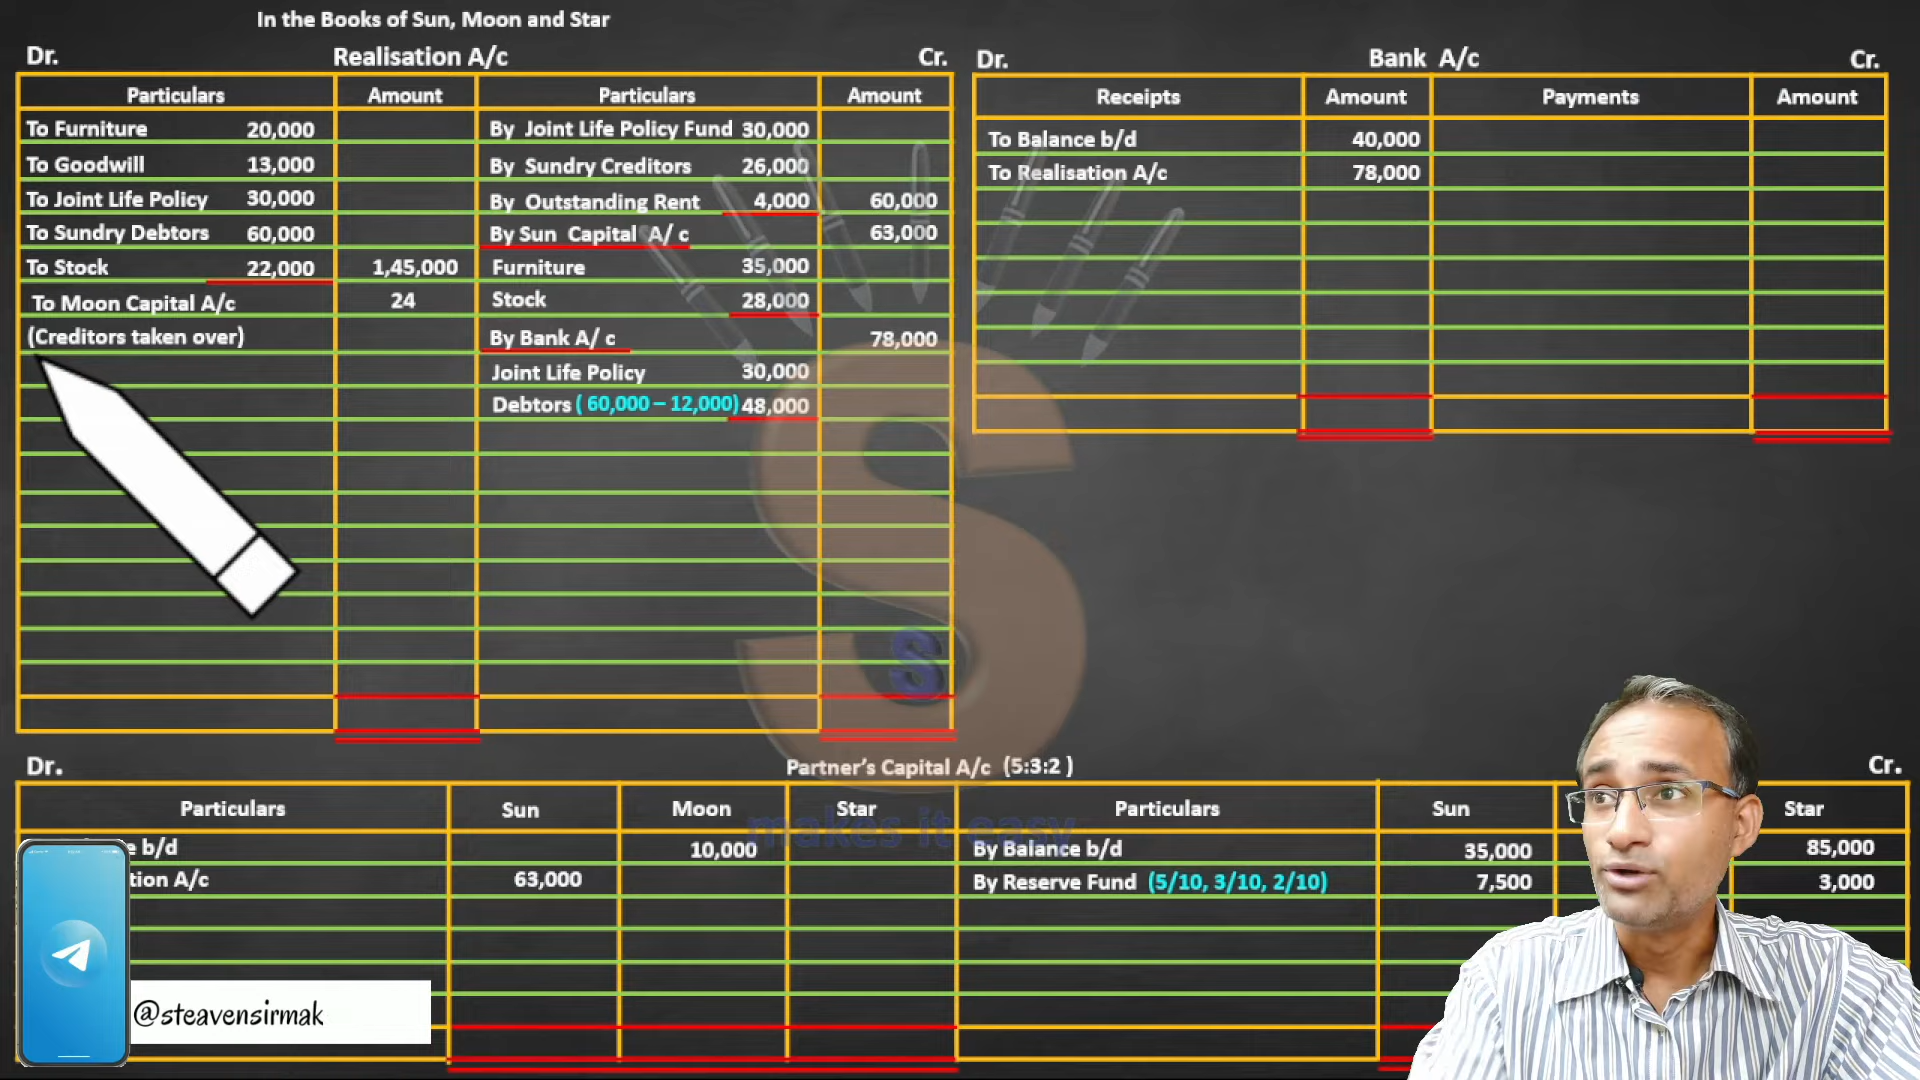 In the Books of Sun, Moon and Star
Dr. Realisation A/c Cr.
Particulars Amount Particulars Amount
To Furniture 20,000 By Joint Life Policy Fund 30,000
To Goodwill 13,000 By Sundry Creditors 26,000
To Joint Life Policy 30,000 By Outstanding Rent 4,000 60,000
To Sundry Debtors 60,000 By Sun Capital A/ c 63,000
To Stock 22,000 1,45,000 Furniture 35,000
To Moon Capital A/c 24 Stock 28,000
(Creditors taken over) By Bank A/ c 78,000
Joint Life Policy 30,000
Debtors ( 60,000 – 12,000) 48,000
Dr. Bank A/c Cr.
Receipts Amount Payments Amount
To Balance b/d 40,000
To Realisation A/c 78,000
S
s
makes it easy
Dr. Partner's Capital A/c (5:3:2 ) Cr.
Particulars Sun Moon Star Particulars Sun Star
e b/d 10,000 By Balance b/d 35,000 85,000
tion A/c 63,000 By Reserve Fund (5/10, 3/10, 2/10) 7,500 3,000
@steavensirmak